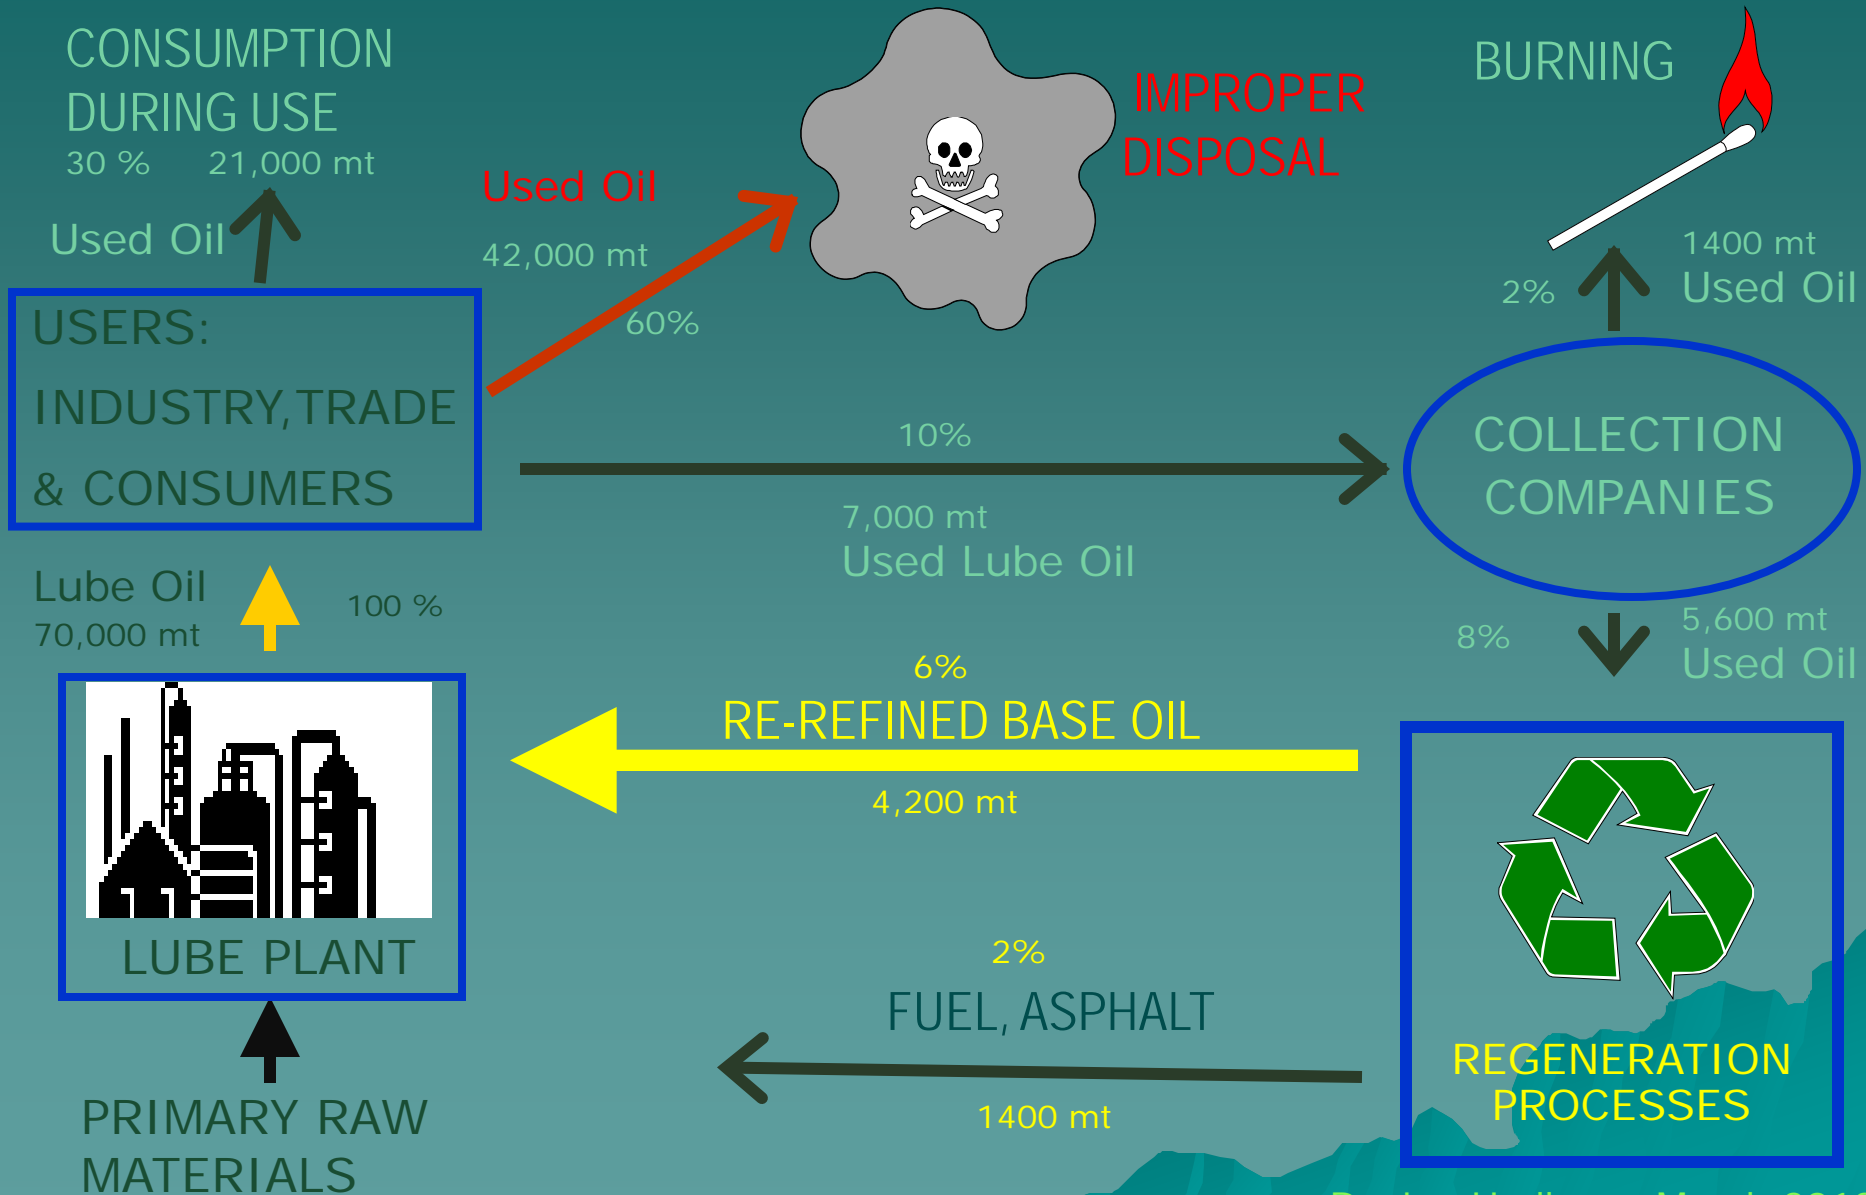 CONSUMPTION
DURING USE
30 % 21,000 mt
Used Oil
Used Oil
42,000 mt
60%
IMPROPER
DISPOSAL
BURNING
1400 mt
2%
Used Oil
USERS:
INDUSTRY,TRADE
& CONSUMERS
10%
7,000 mt
Used Lube Oil
COLLECTION
COMPANIES
Lube Oil
70,000 mt
100 %
8%
5,600 mt
Used Oil
6%
RE-REFINED BASE OIL
4,200 mt
LUBE PLANT
2%
FUEL, ASPHALT
1400 mt
REGENERATION
PROCESSES
PRIMARY RAW
MATERIALS